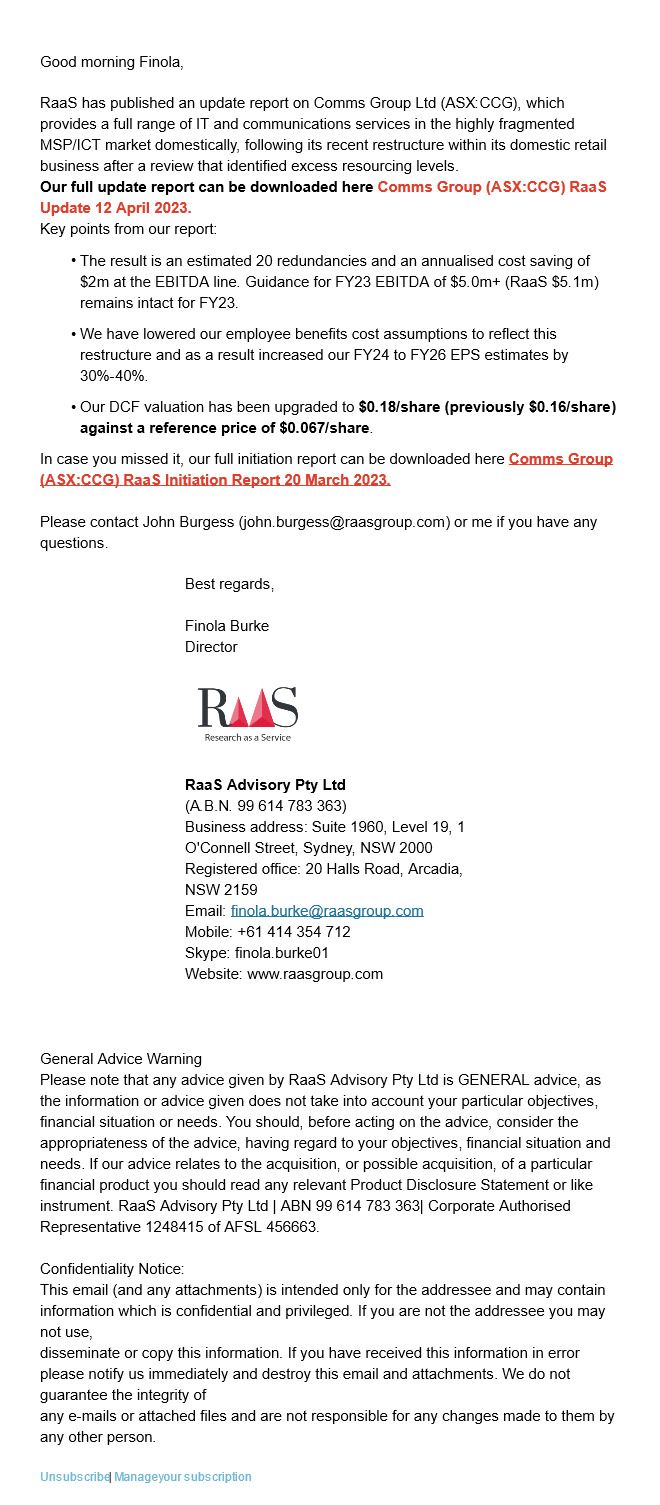 Good morning Finola,
RaaS has published an update report on Comms Group Ltd (ASX:CCG), which
provides a full range of IT and communications services in the highly fragmented
MSP/ICT market domestically, following its recent restructure within its domestic retail
business after a review that identified excess resourcing levels.
Our full update report can be downloaded here Comms Group (ASX:CCG) RaaS
Update 12 April 2023.
Key points from our report:
• The result is an estimated 20 redundancies and an annualised cost saving of
$2m at the EBITDA line. Guidance for FY23 EBITDA of $5.0m+ (RaaS $5.1m)
remains intact for FY23.
• We have lowered our employee benefits cost assumptions to reflect this
restructure and as a result increased our FY24 to FY26 EPS estimates by
30%-40%.
• Our DCF valuation has been upgraded to $0.18/share (previously $0.16/share)
against a reference price of $0.067/share.
In case you missed it, our full initiation report can be downloaded here Comms Group
(ASX:CCG) RaaS Initiation Report 20 March 2023.
Please contact John Burgess (john.burgess@raasgroup.com) or me if you have any
questions.
Best regards,
Finola Burke
Director
RAAS
Research as a Service
RaaS Advisory Pty Ltd
(A.B.N. 99 614 783 363)
Business address: Suite 1960, Level 19, 1
O'Connell Street, Sydney, NSW 2000
Registered office: 20 Halls Road, Arcadia,
NSW 2159
Email: finola.burke@raasgroup.com
Mobile: +61 414 354 712
Skype: finola.burke01
Website: www.raasgroup.com
General Advice Warning
Please note that any advice given by RaaS Advisory Pty Ltd is GENERAL advice, as
the information or advice given does not take into account your particular objectives,
financial situation or needs. You should, before acting on the advice, consider the
appropriateness of the advice, having regard to your objectives, financial situation and
needs. If our advice relates to the acquisition, or possible acquisition, of a particular
financial product you should read any relevant Product Disclosure Statement or like
instrument. RaaS Advisory Pty Ltd | ABN 99 614 783 363| Corporate Authorised
Representative 1248415 of AFSL 456663.
Confidentiality Notice:
This email (and any attachments) is intended only for the addressee and may contain
information which is confidential and privileged. If you are not the addressee you may
not use,
disseminate or copy this information. If you have received this information in error
please notify us immediately and destroy this email and attachments. We do not
guarantee the integrity of
any e-mails or attached files and are not responsible for any changes made to them by
any other person.
Unsubscribe| Manageyour subscription